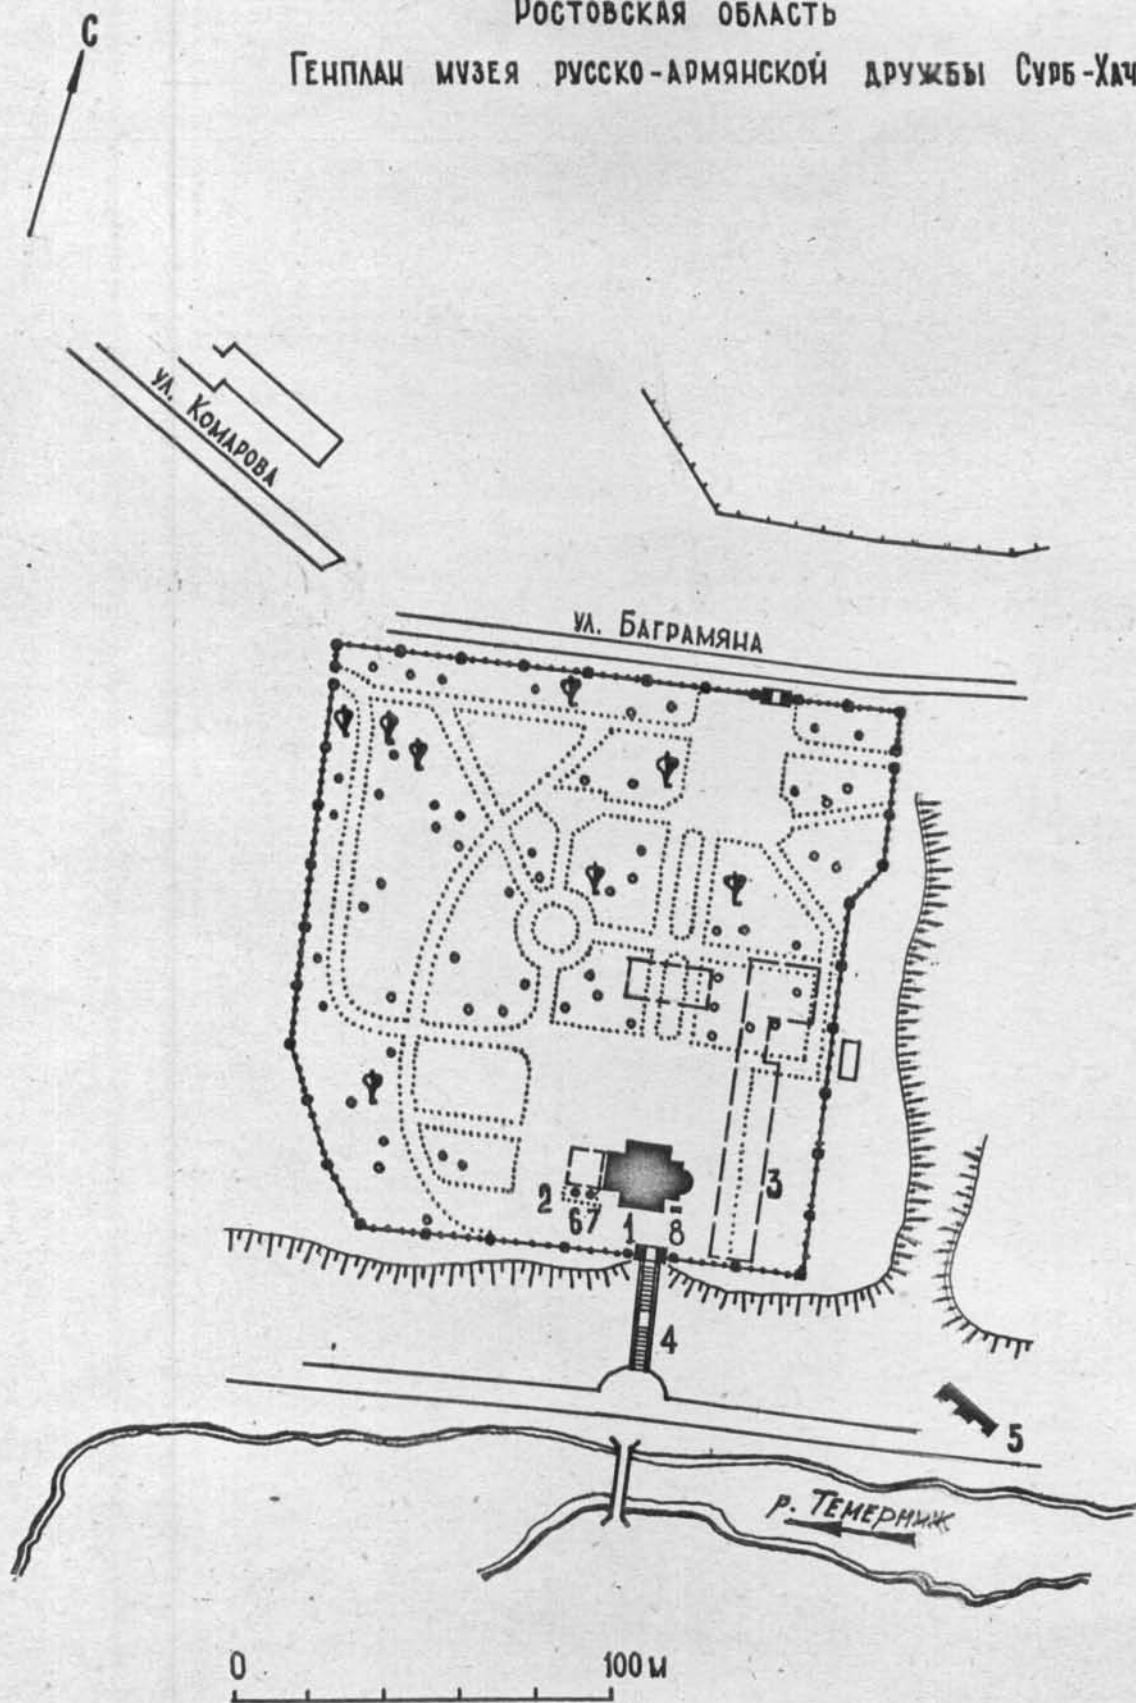 Ростовская область
Генплан музея русско-армянской дружбы Сурб-Хач
С
ул. Комарова
ул. Баграмяна
3
2
6 7
1
8
4
5
р. Темерник
0
100 м